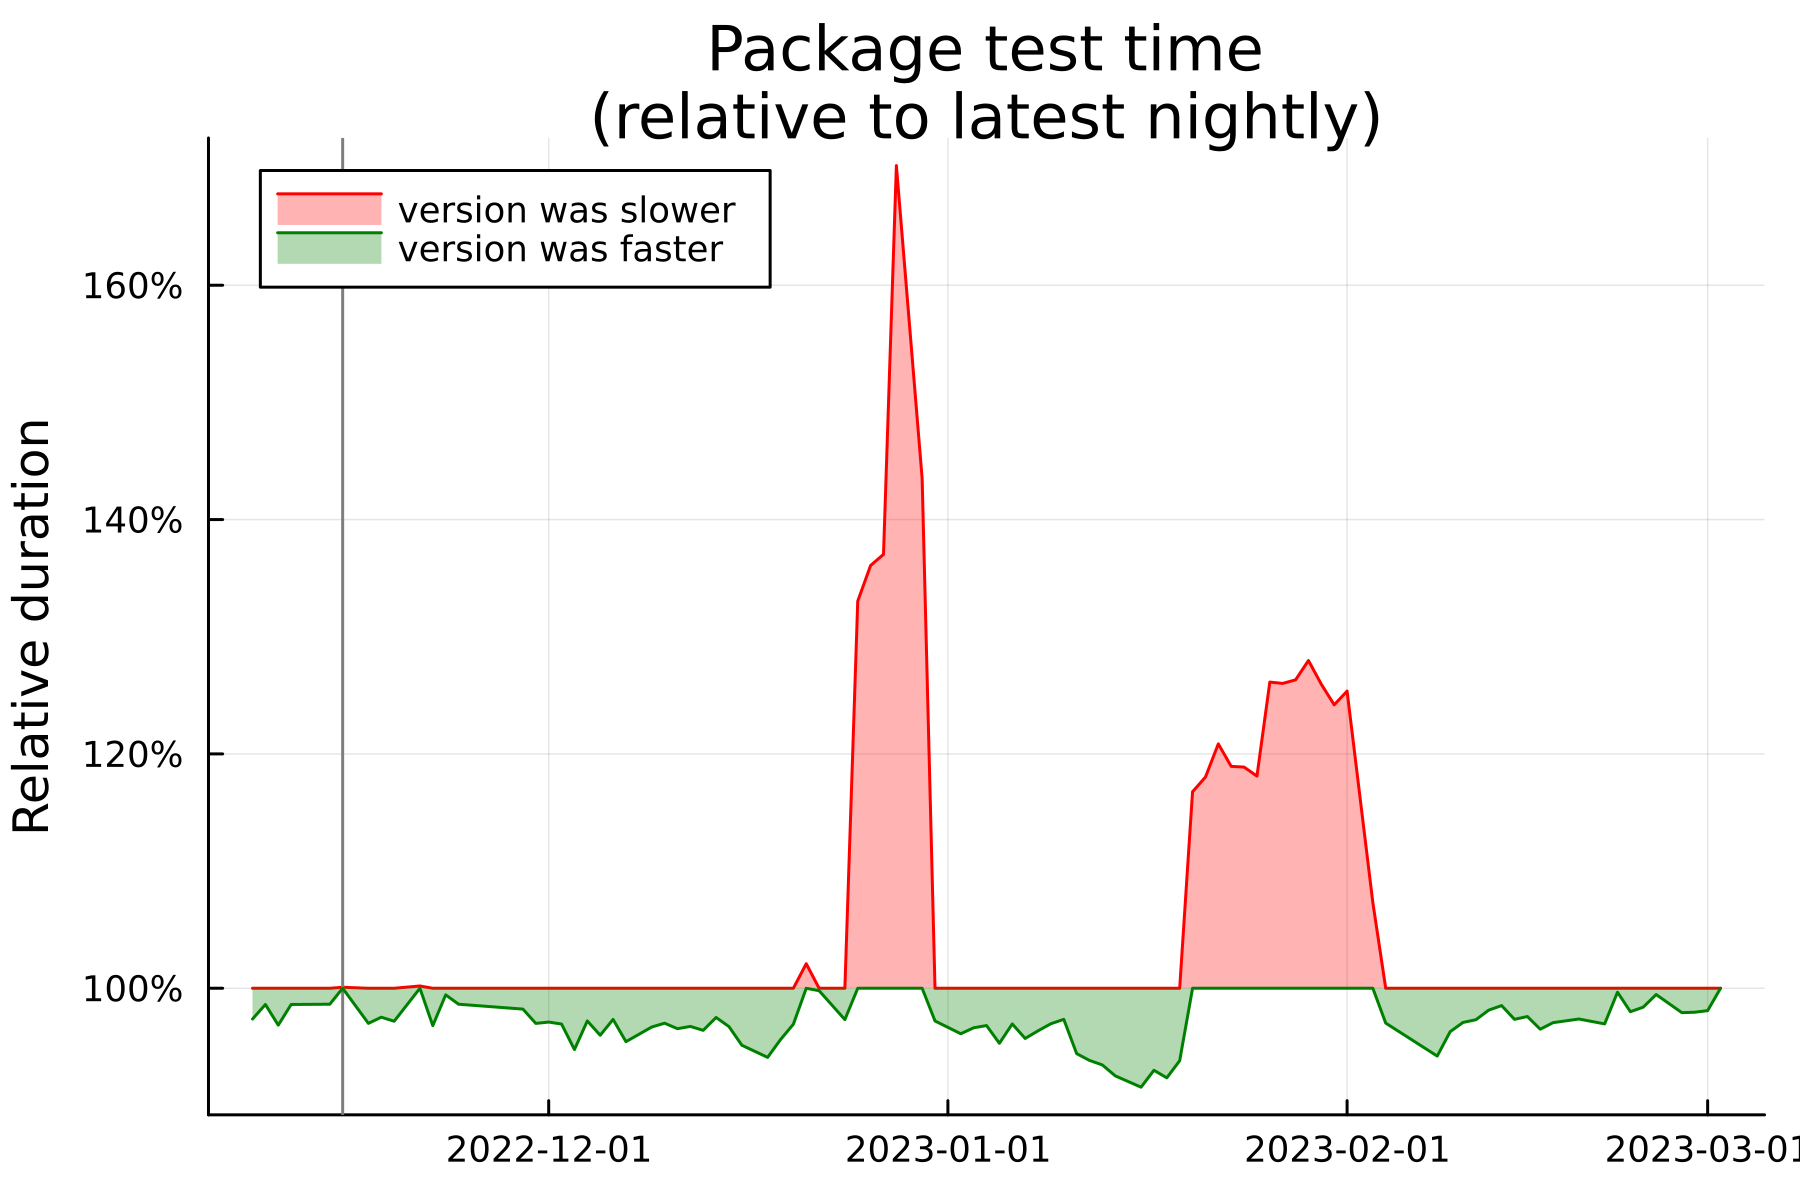 Package test time
(relative to latest nightly)
version was slower
version was faster
Relative duration
160%
140%
120%
100%
2022-12-01
2023-01-01
2023-02-01
2023-03-01